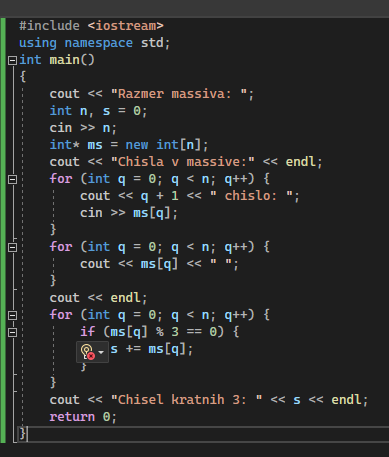 #include <iostream>
using namespace std;
int main()
{
cout << "Razmer massiva: ";
int n, s = 0;
cin >> n;
int* ms = new int[n];
cout << "Chisla v massive:" << endl;
for (int q = 0; q < n; q++) {
cout << q + 1 << " chislo: ";
cin >> ms[q];
}
for (int q = 0; q < n; q++) {
cout << ms[q] << " ";
}
cout << endl;
for (int q = 0; q < n; q++) {
if (ms[q] % 3 == 0) {
s += ms[q];
}
}
cout << "Chisel kratnih 3: " << s << endl;
return 0;
}